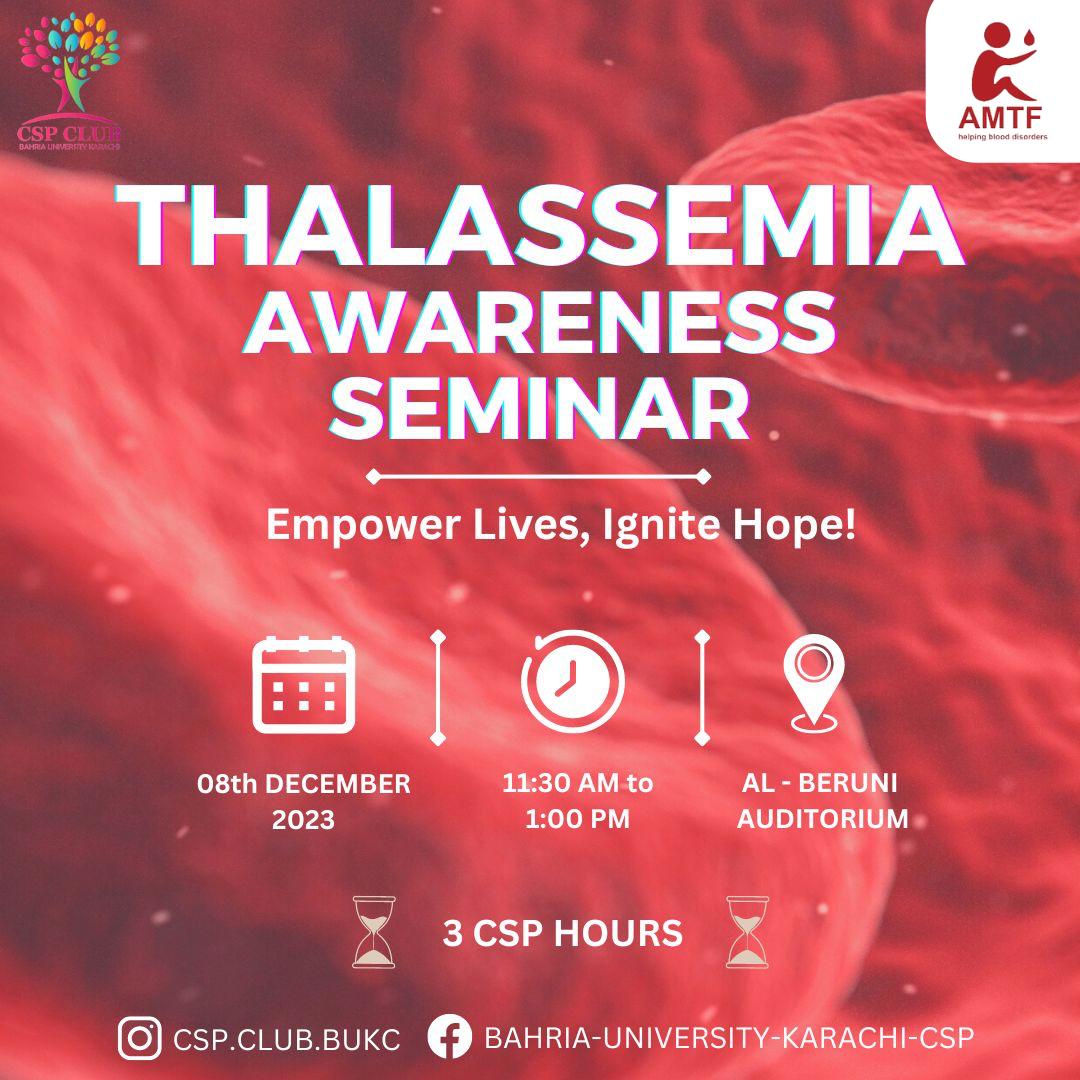 CSP CLUB
BAHRIA UNIVERSITY KARACHI
AMTF
helping blood disorders
THALASSEMIA
AWARENESS
SEMINAR
Empower Lives, Ignite Hope!
08th DECEMBER
2023
11:30 AM to
1:00 PM
AL - BERUNI
AUDITORIUM
3 CSP HOURS
CSP.CLUB.BUKC
BAHRIA-UNIVERSITY-KARACHI-CSP